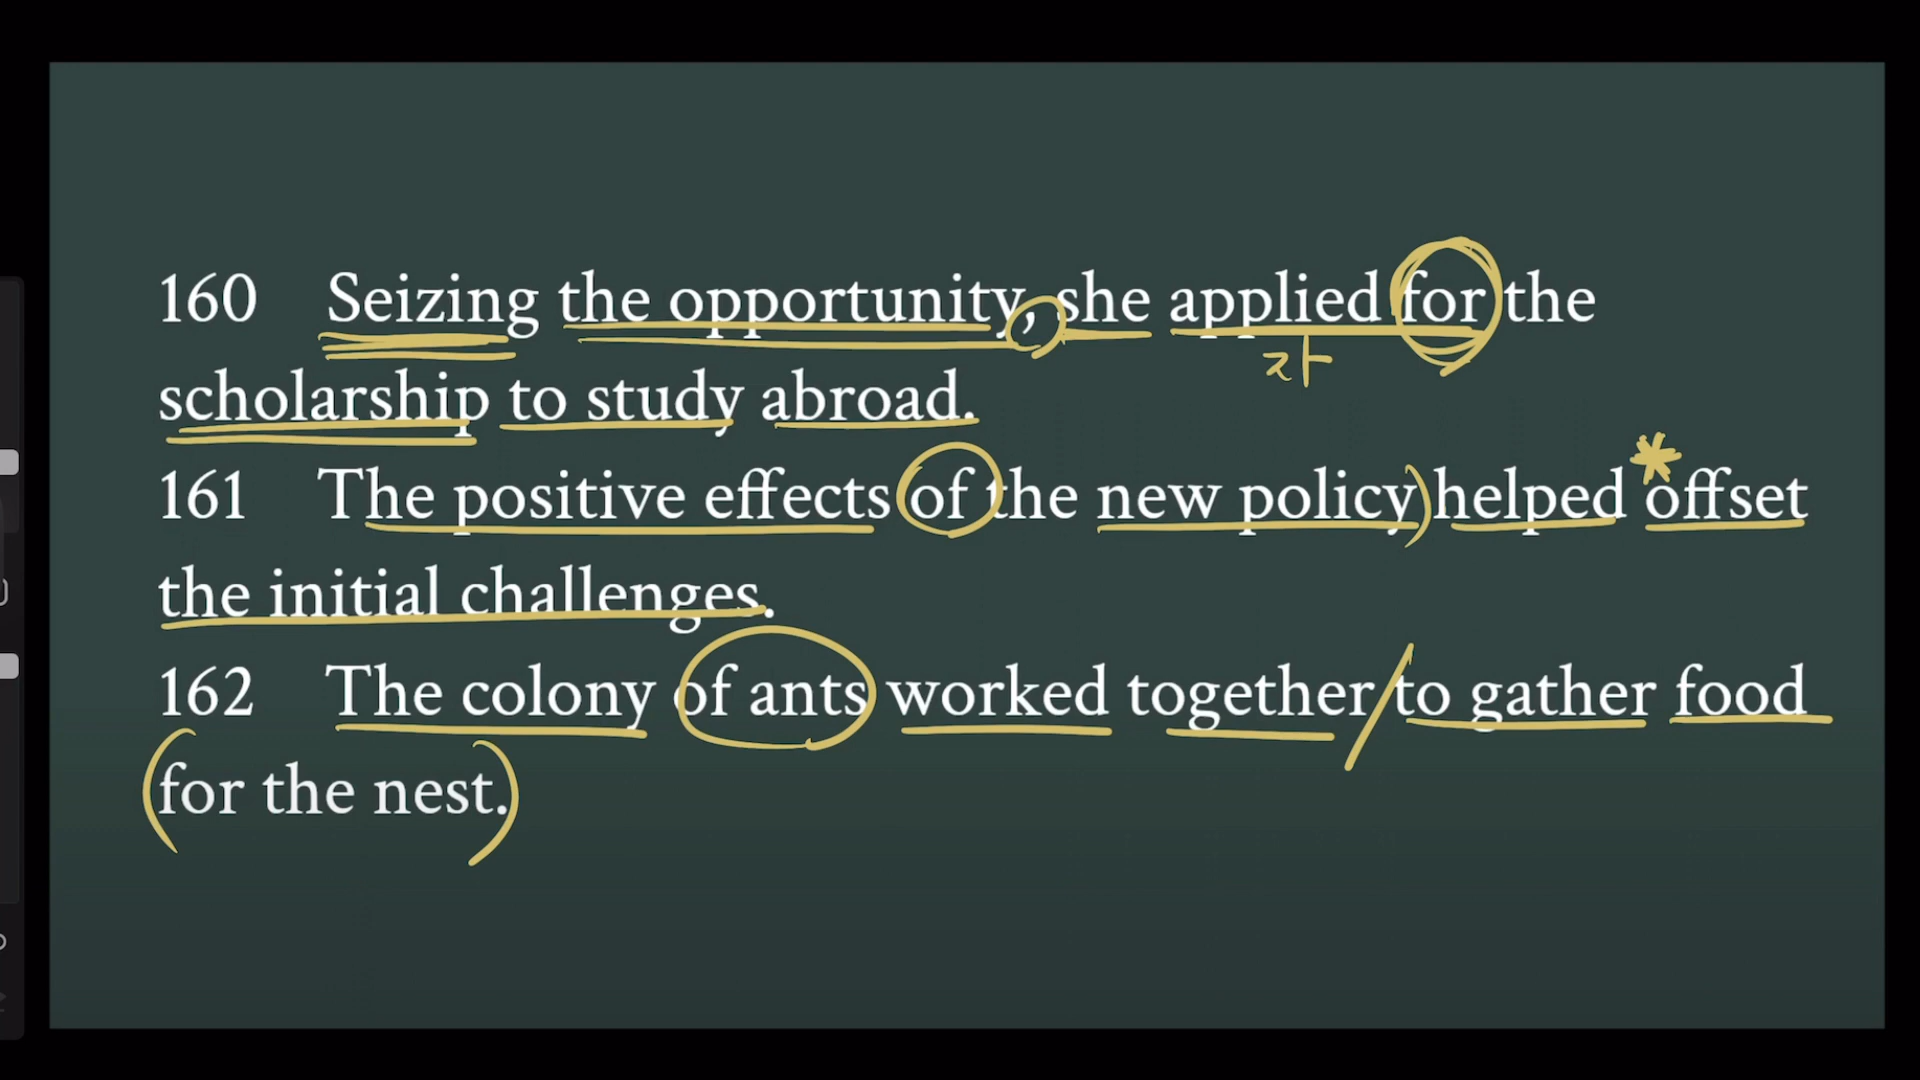 160 Seizing the opportunity, she applied for the
자
scholarship to study abroad.
161 The positive effects of the new policy) helped *offset
the initial challenges.
162 The colony of ants worked together / to gather food
(for the nest.)